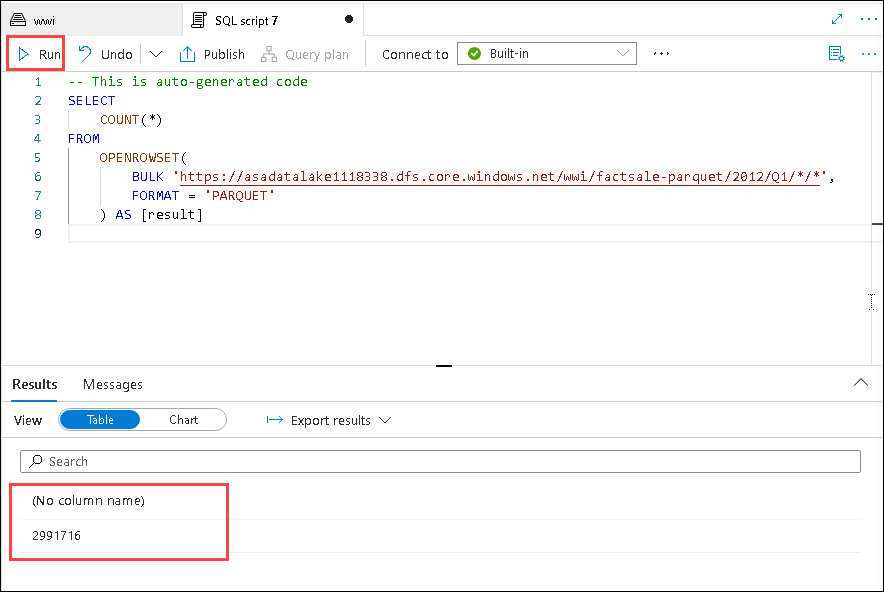 wwi
SQL script 7
Run Undo Publish Query plan Connect to Built-in
1 -- This is auto-generated code
2 SELECT
3 COUNT(*)
4 FROM
5 OPENROWSET(
6 BULK 'https://asadatalake1118338.dfs.core.windows.net/wwi/factsale-parquet/2012/Q1/*/*',
7 FORMAT = 'PARQUET'
8 ) AS [result]
9
Results Messages
View Table Chart Export results
Search
(No column name)
2991716